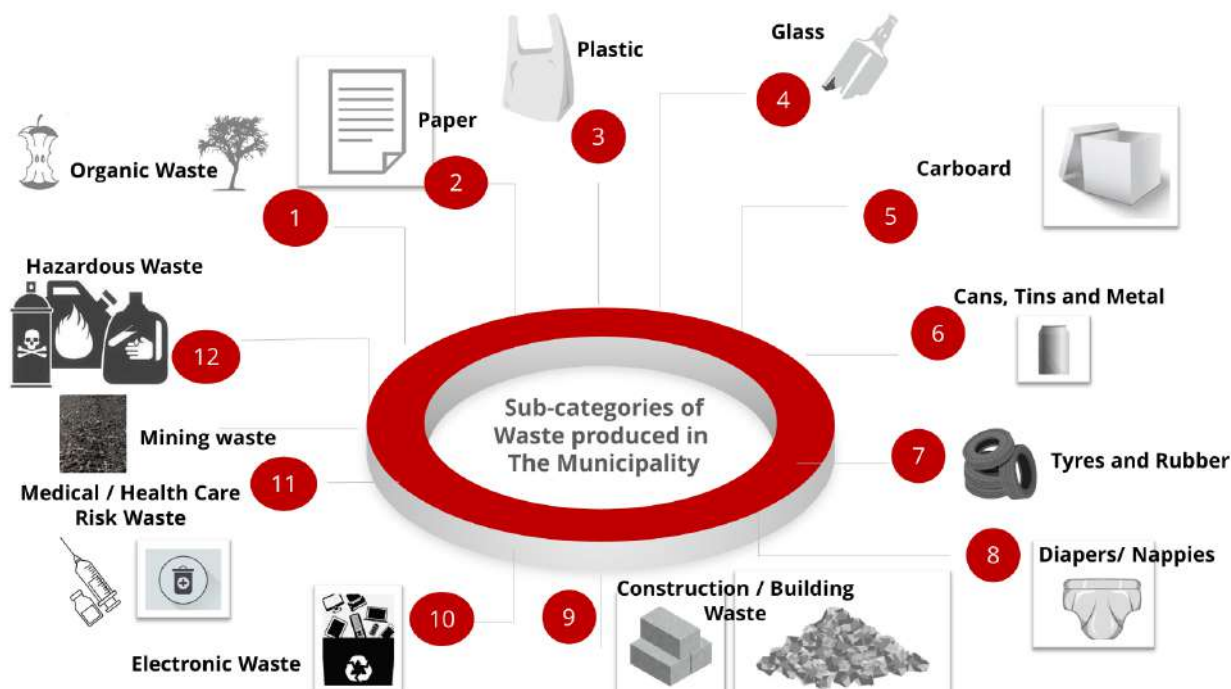 Organic Waste
1
Paper
2
Plastic
3
Glass
4
Carboard
5
Cans, Tins and Metal
6
7
Tyres and Rubber
8
Diapers/ Nappies
9
Construction / Building
Waste
10
Electronic Waste
11
Medical / Health Care
Risk Waste
Mining waste
12
Hazardous Waste
Sub-categories of
Waste produced in
The Municipality